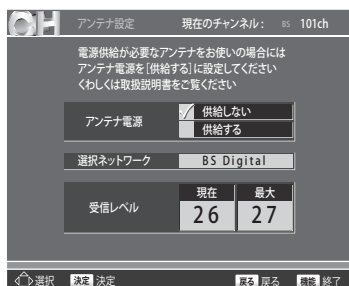 CH アンテナ設定 現在のチャンネル： BS 101ch
電源供給が必要なアンテナをお使いの場合には
アンテナ電源を[供給する]に設定してください
くわしくは取扱説明書をご覧ください
アンテナ電源
供給しない
供給する
選択ネットワーク BS Digital
受信レベル
現在 最大
26 27
選択 決定 決定 戻る 戻る 機能 終了